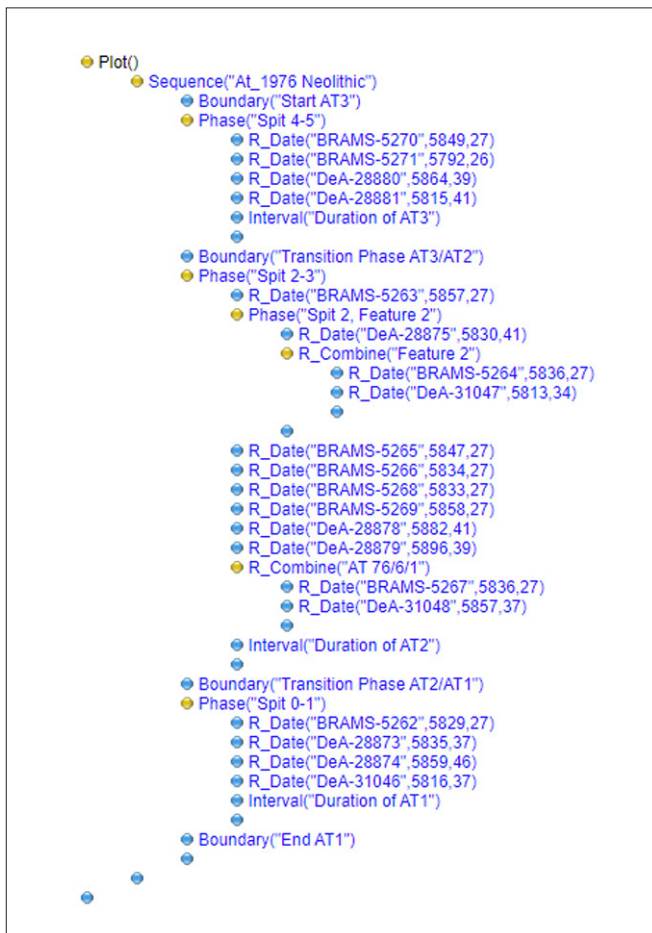 Plot()
Sequence("At_1976 Neolithic")
Boundary("Start AT3")
Phase("Spit 4-5")
R_Date("BRAMS-5270",5849,27)
R_Date("BRAMS-5271",5792,26)
R_Date("DeA-28880",5864,39)
R_Date("DeA-28881",5815,41)
Interval("Duration of AT3")
Boundary("Transition Phase AT3/AT2")
Phase("Spit 2-3")
R_Date("BRAMS-5263",5857,27)
Phase("Spit 2, Feature 2")
R_Date("DeA-28875",5830,41)
R_Combine("Feature 2")
R_Date("BRAMS-5264",5836,27)
R_Date("DeA-31047",5813,34)
R_Date("BRAMS-5265",5847,27)
R_Date("BRAMS-5266",5834,27)
R_Date("BRAMS-5268",5833,27)
R_Date("BRAMS-5269",5858,27)
R_Date("DeA-28878",5882,41)
R_Date("DeA-28879",5896,39)
R_Combine("AT 76/6/1")
R_Date("BRAMS-5267",5836,27)
R_Date("DeA-31048",5857,37)
Interval("Duration of AT2")
Boundary("Transition Phase AT2/AT1")
Phase("Spit 0-1")
R_Date("BRAMS-5262",5829,27)
R_Date("DeA-28873",5835,37)
R_Date("DeA-28874",5859,46)
R_Date("DeA-31046",5816,37)
Interval("Duration of AT1")
Boundary("End AT1")